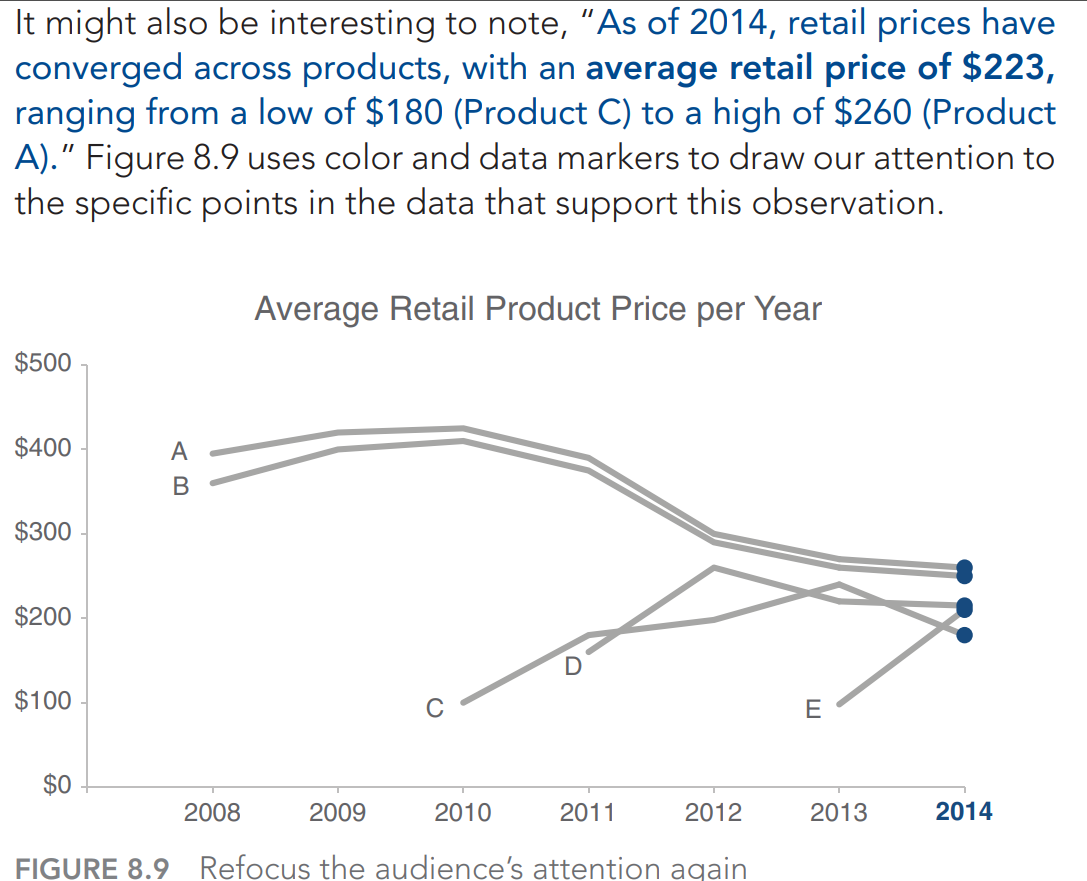 It might also be interesting to note, “As of 2014, retail prices have
converged across products, with an average retail price of $223,
ranging from a low of $180 (Product C) to a high of $260 (Product
A).” Figure 8.9 uses color and data markers to draw our attention to
the specific points in the data that support this observation.
Average Retail Product Price per Year
$500
$400
$300
$200
$100
$0
A
B
C
D
E
2008 2009 2010 2011 2012 2013 2014
FIGURE 8.9 Refocus the audience’s attention again